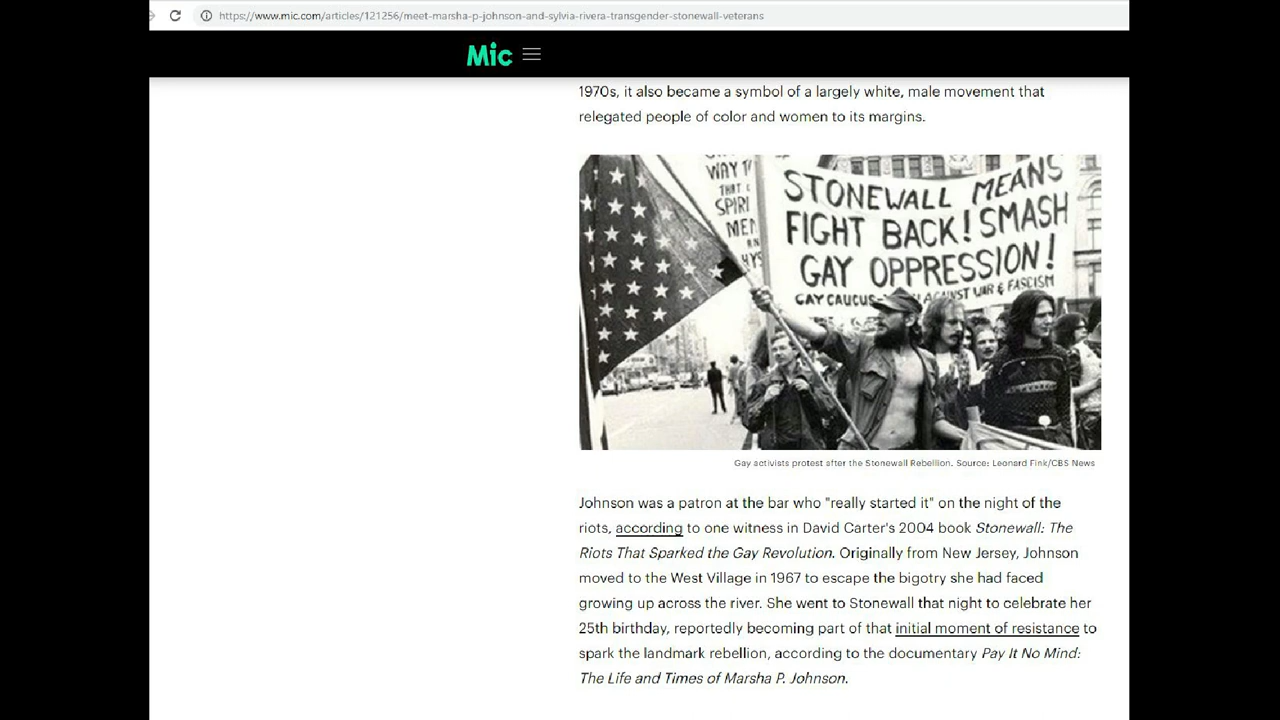 https://www.mic.com/articles/121256/meet-marsha-p-johnson-and-sylvia-rivera-transgender-stonewall-veterans
Mic
1970s, it also became a symbol of a largely white, male movement that
relegated people of color and women to its margins.
WAY
THAT
SPIRI
MEN
STONEWALL MEANS
FIGHT BACK! SMASH
GAY OPPRESSION!
GAY CAUCUS- AGAINST WAR & FASCISM
Gay activists protest after the Stonewall Rebellion. Source: Leonard Fink/CBS News
Johnson was a patron at the bar who "really started it" on the night of the
riots, according to one witness in David Carter's 2004 book Stonewall: The
Riots That Sparked the Gay Revolution. Originally from New Jersey, Johnson
moved to the West Village in 1967 to escape the bigotry she had faced
growing up across the river. She went to Stonewall that night to celebrate her
25th birthday, reportedly becoming part of that initial moment of resistance to
spark the landmark rebellion, according to the documentary Pay It No Mind:
The Life and Times of Marsha P. Johnson.